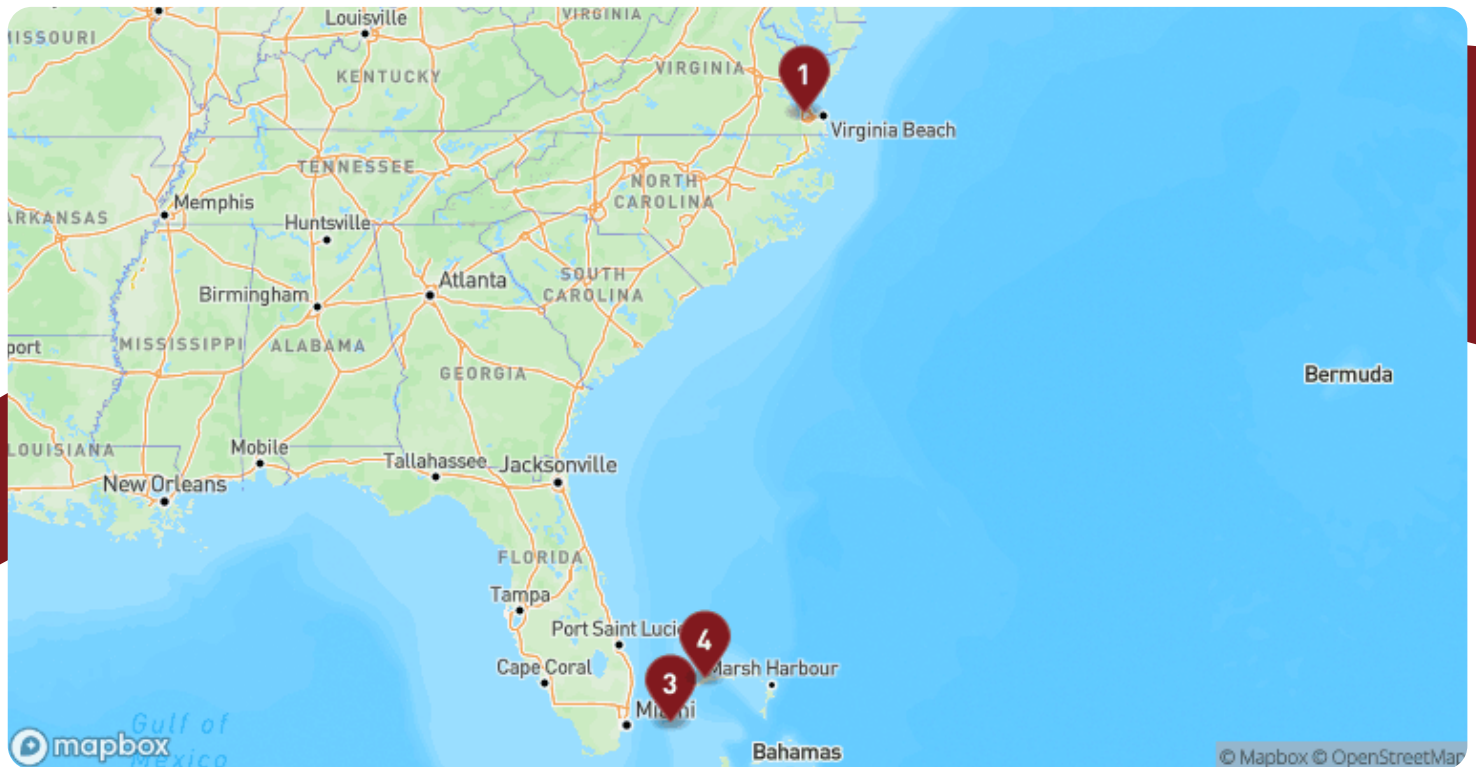 Louisville
VIRGINIA
MISSOURI
KENTUCKY
VIRGINIA
1
Virginia Beach
TENNESSEE
NORTH
CAROLINA
Memphis
ARKANSAS
Huntsville
SOUTH
CAROLINA
Atlanta
Birmingham
port
MISSISSIPPI
ALABAMA
GEORGIA
Bermuda
LOUISIANA
Mobile
Tallahassee
Jacksonville
New Orleans
FLORIDA
Tampa
Port Saint Luci
4
Cape Coral
Marsh Harbour
3
Miami
Gulf of
Mexico
mapbox
Bahamas
© Mapbox © OpenStreetMap